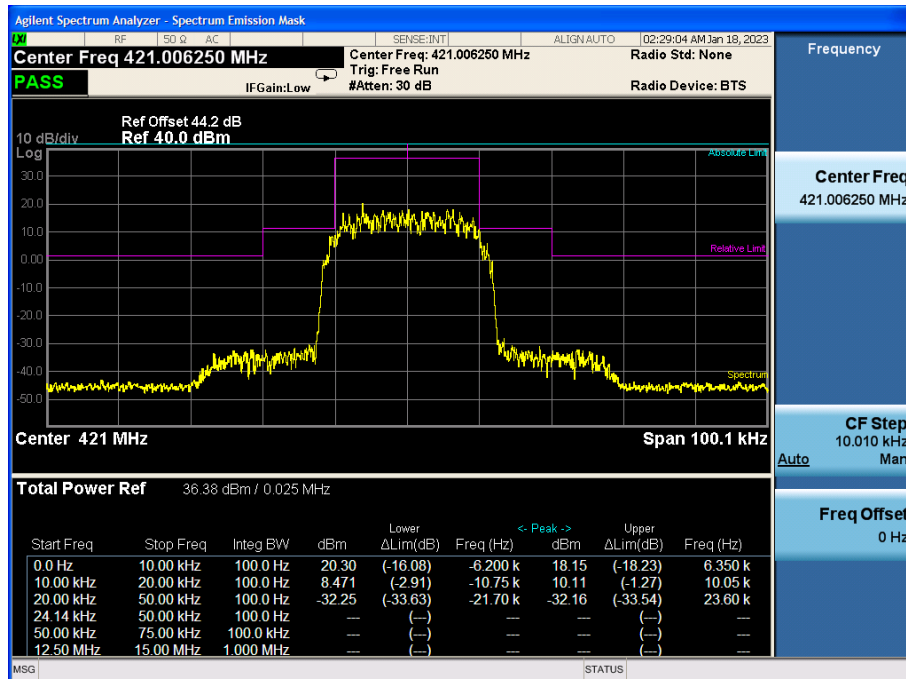 Agilent Spectrum Analyzer - Spectrum Emission Mask
LXI RF 50 Ω AC SENSE:INT ALIGN AUTO 02:29:04 AM Jan 18, 2023
Center Freq 421.006250 MHz
Center Freq: 421.006250 MHz Radio Std: None
Trig: Free Run
PASS IFGain:Low #Atten: 30 dB Radio Device: BTS
Ref Offset 44.2 dB
10 dB/div Ref 40.0 dBm
Log
Absolute Limit
30.0
20.0
10.0
Relative Limit
0.00
-10.0
-20.0
-30.0
-40.0
Spectrum
-50.0
Center 421 MHz Span 100.1 kHz
Total Power Ref 36.38 dBm / 0.025 MHz
Lower <- Peak -> Upper
Start Freq Stop Freq Integ BW dBm ΔLim(dB) Freq (Hz) dBm ΔLim(dB) Freq (Hz)
0.0 Hz 10.00 kHz 100.0 Hz 20.30 (-16.08) -6.200 k 18.15 (-18.23) 6.350 k
10.00 kHz 20.00 kHz 100.0 Hz 8.471 (-2.91) -10.75 k 10.11 (-1.27) 10.05 k
20.00 kHz 50.00 kHz 100.0 Hz -32.25 (-33.63) -21.70 k -32.16 (-33.54) 23.60 k
24.14 kHz 50.00 kHz 100.0 Hz --- (---) --- --- (---) ---
50.00 kHz 75.00 kHz 100.0 kHz --- (---) --- --- (---) ---
12.50 MHz 15.00 MHz 1.000 MHz --- (---) --- --- (---) ---
MSG STATUS
Frequency
Center Freq
421.006250 MHz
CF Step
10.010 kHz
Auto Man
Freq Offset
0 Hz